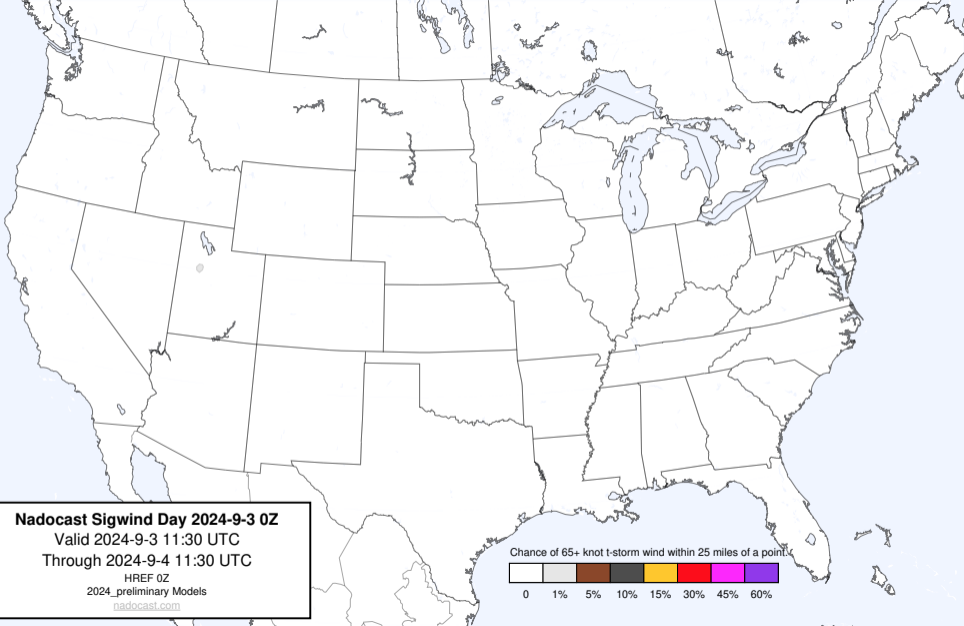 Nadocast Sigwind Day 2024-9-3 0Z
Valid 2024-9-3 11:30 UTC
Through 2024-9-4 11:30 UTC
HREF 0Z
2024_preliminary Models
nadocast.com
Chance of 65+ knot t-storm wind within 25 miles of a point.
0 1% 5% 10% 15% 30% 45% 60%